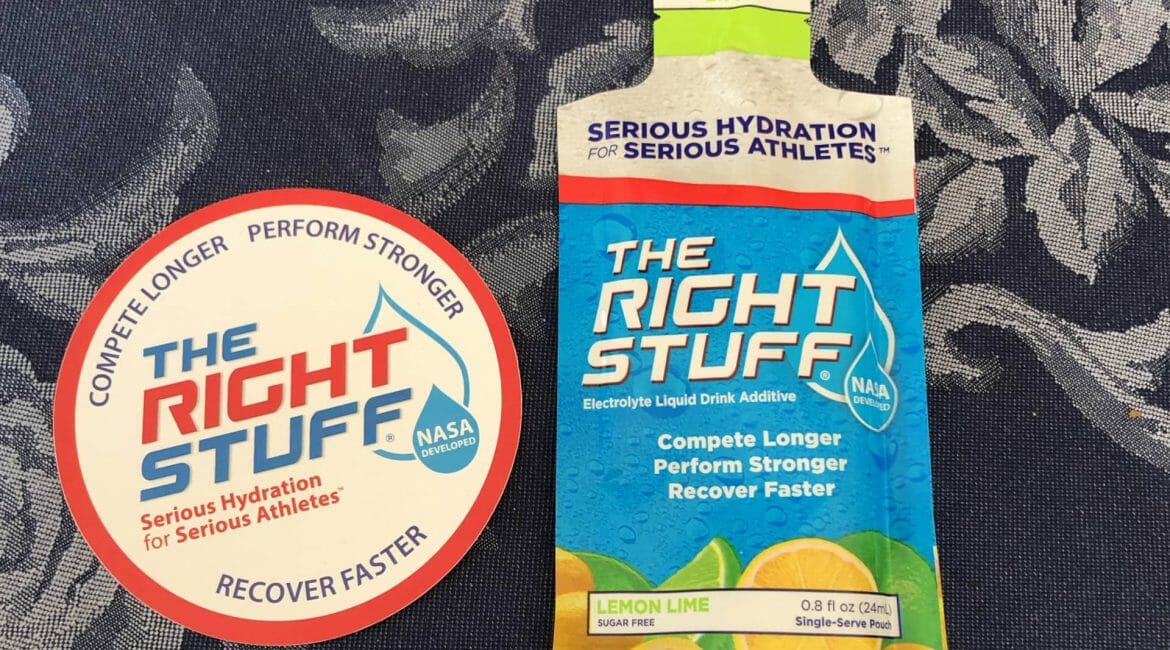 COMPETE LONGER PERFORM STRONGER
THE
RIGHT
STUFF®
NASA
DEVELOPED
Serious Hydration
for Serious Athletes™
RECOVER FASTER
SERIOUS HYDRATION
FOR SERIOUS ATHLETES™
THE
RIGHT
STUFF®
NASA
DEVELOPED
Electrolyte Liquid Drink Additive
Compete Longer
Perform Stronger
Recover Faster
LEMON LIME
SUGAR FREE
0.8 fl oz (24mL)
Single-Serve Pouch